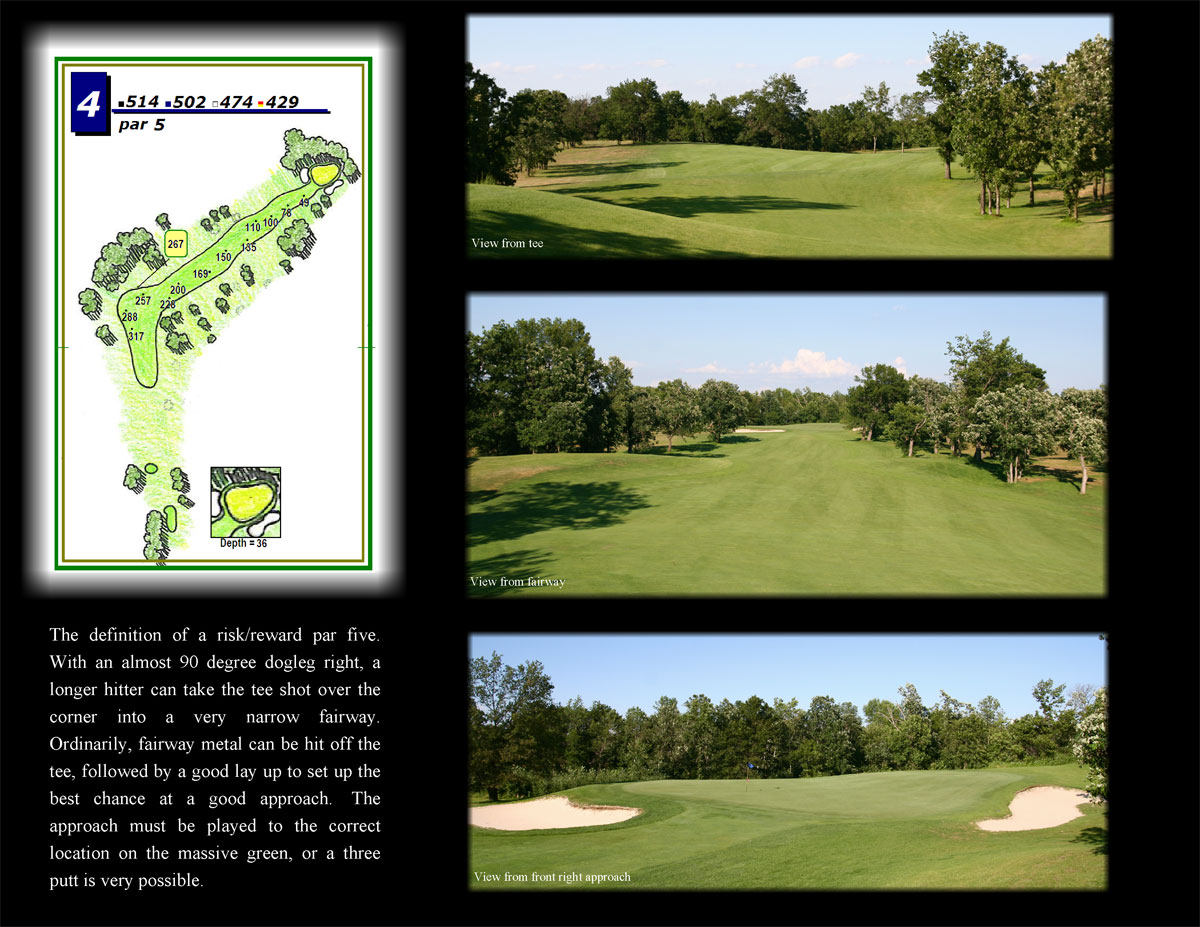 4
514 502 474 429
par 5
49
78
110 100
135
267
150
169
200
257 228
288
317
Depth = 36
The definition of a risk/reward par five.
With an almost 90 degree dogleg right, a
longer hitter can take the tee shot over the
corner into a very narrow fairway.
Ordinarily, fairway metal can be hit off the
tee, followed by a good lay up to set up the
best chance at a good approach. The
approach must be played to the correct
location on the massive green, or a three
putt is very possible.
View from tee
View from fairway
View from front right approach